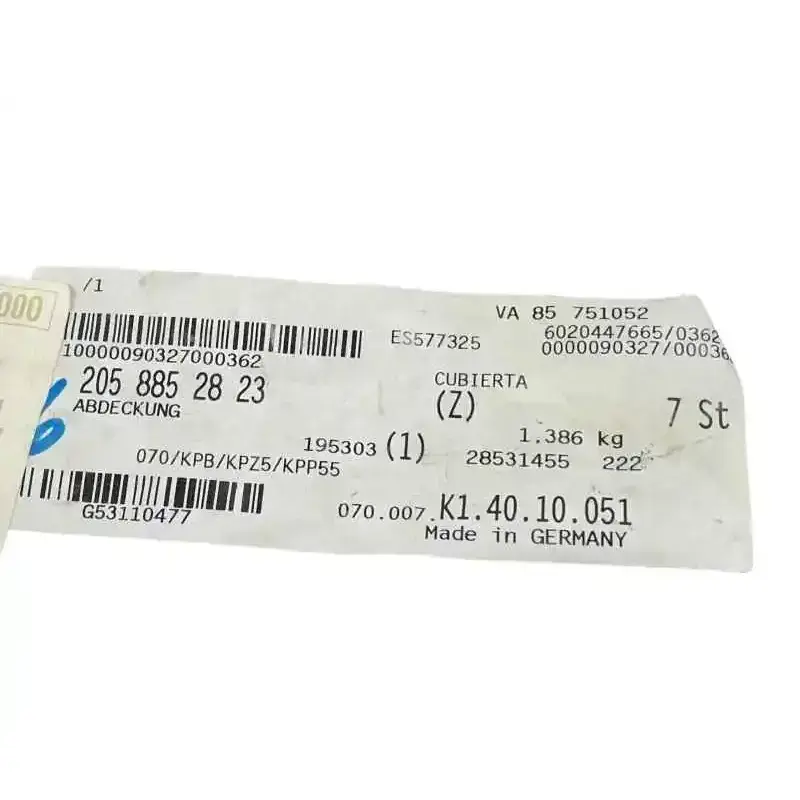 000
/1
VA 85 751052
10000090327000362
ES577325
6020447665/0362
0000090327/00036
205 885 28 23
ABDECKUNG
CUBIERTA
(Z)
7 St
195303 (1)
1.386 kg
070/KPB/KPZ5/KPP55
28531455 222
G53110477
070.007.K1.40.10.051
Made in GERMANY